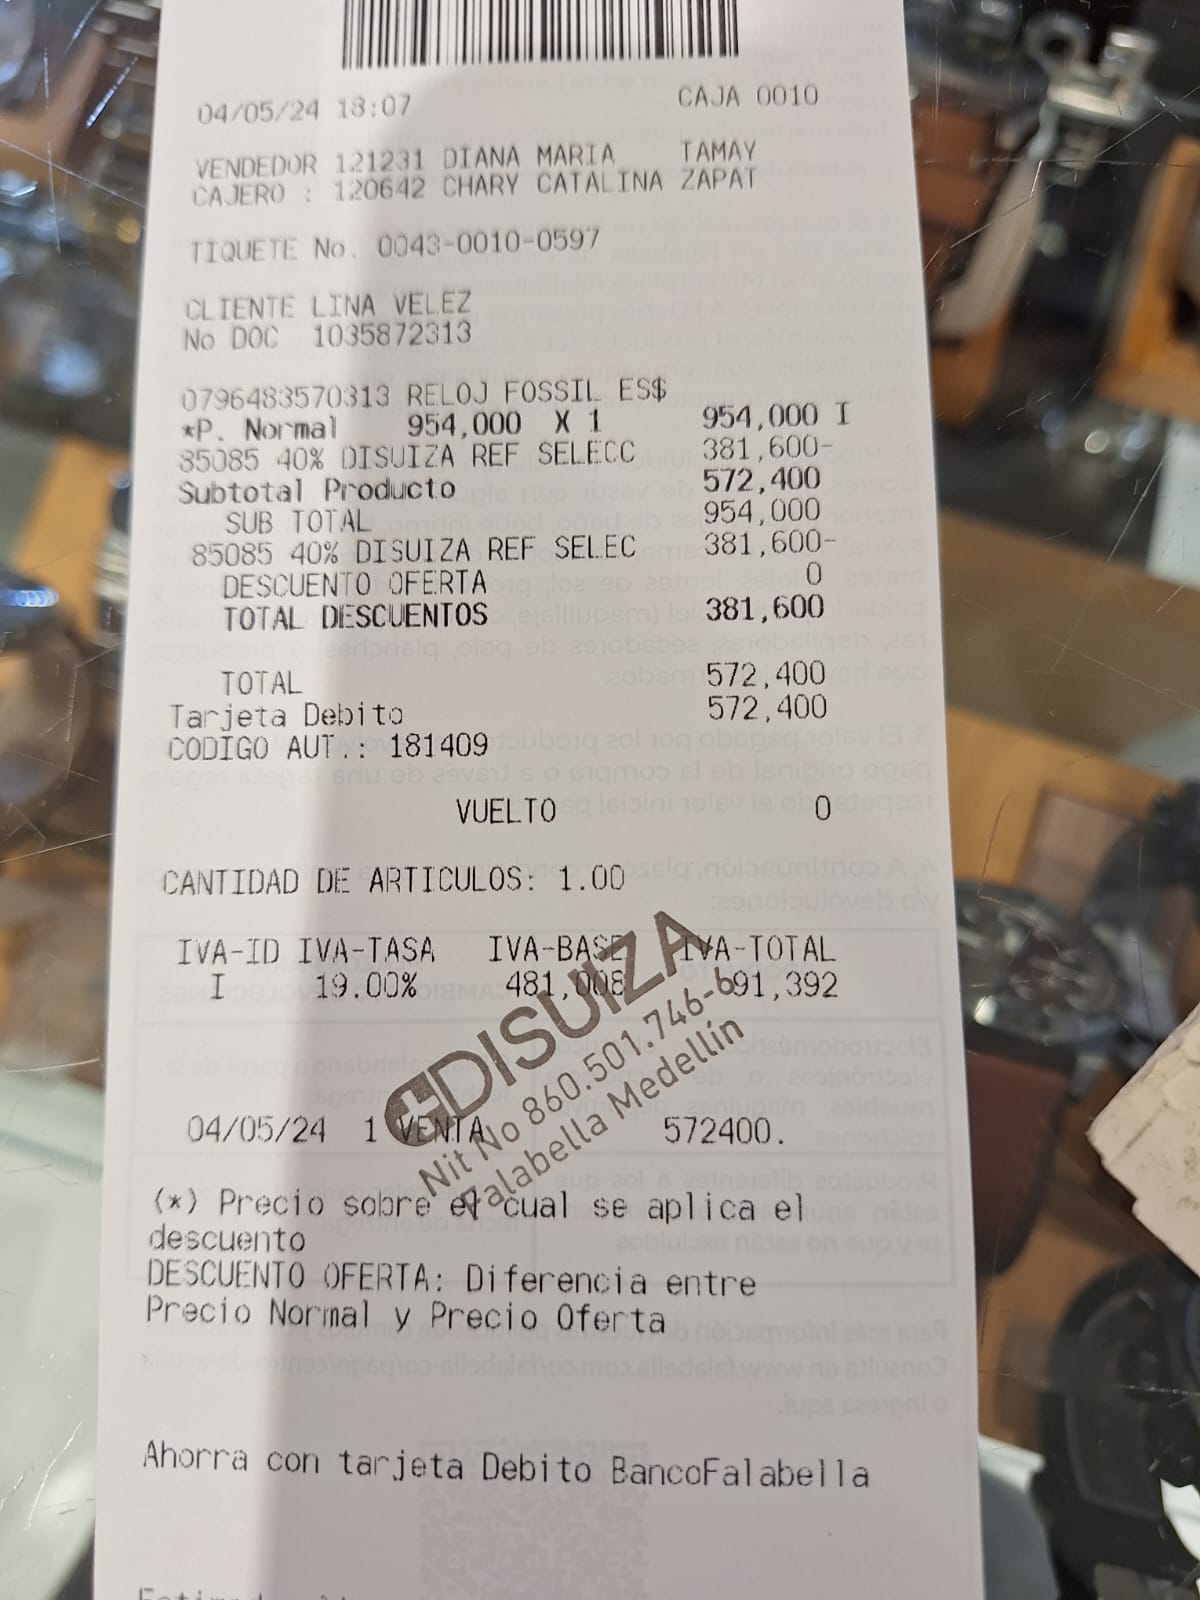 04/05/24 18:07 CAJA 0010
VENDEDOR 121231 DIANA MARIA TAMAY
CAJERO : 120642 CHARY CATALINA ZAPAT
TIQUETE No. 0043-0010-0597
CLIENTE LINA VELEZ
No DOC 1035872313
0796483570313 RELOJ FOSSIL ES$
*P. Normal 954,000 X 1 954,000 I
85085 40% DISUIZA REF SELECC 381,600-
Subtotal Producto 572,400
SUB TOTAL 954,000
85085 40% DISUIZA REF SELEC 381,600-
DESCUENTO OFERTA 0
TOTAL DESCUENTOS 381,600
TOTAL 572,400
Tarjeta Debito 572,400
CODIGO AUT.: 181409
VUELTO 0
CANTIDAD DE ARTICULOS: 1.00
IVA-ID IVA-TASA IVA-BASE IVA-TOTAL
I 19.00% 481,008 91,392
DISUIZA
Nit No 860.501.746-6
Falabella Medellín
04/05/24 1 VENTA 572400.
(*) Precio sobre el cual se aplica el
descuento
DESCUENTO OFERTA: Diferencia entre
Precio Normal y Precio Oferta
Ahorra con tarjeta Debito BancoFalabella